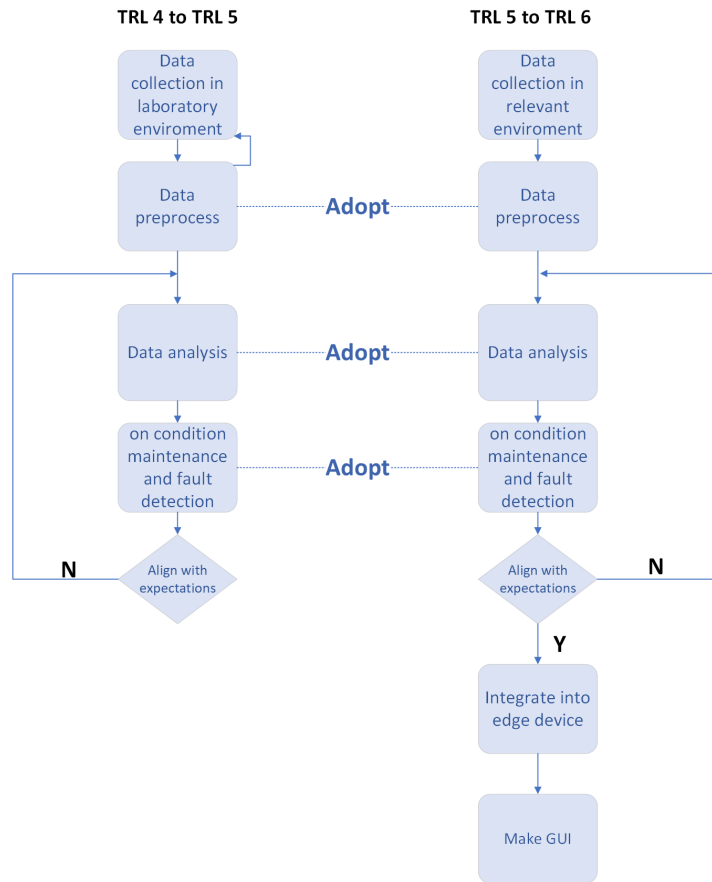 TRL 4 to TRL 5
Data
collection in
laboratory
enviroment
Data
preprocess
Data analysis
on condition
maintenance
and fault
detection
N
Align with
expectations
Adopt
Adopt
Adopt
TRL 5 to TRL 6
Data
collection in
relevant
enviroment
Data
preprocess
Data analysis
on condition
maintenance
and fault
detection
Align with
expectations
N
Y
Integrate into
edge device
Make GUI